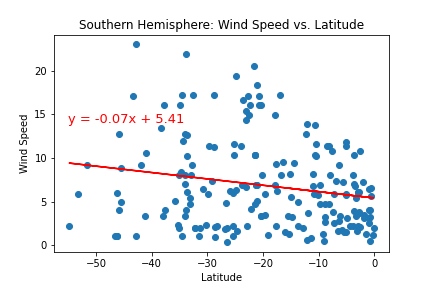 Southern Hemisphere: Wind Speed vs. Latitude
20
15
y = -0.07x + 5.41
10
5
0
Wind Speed
−50
−40
−30
−20
−10
0
Latitude